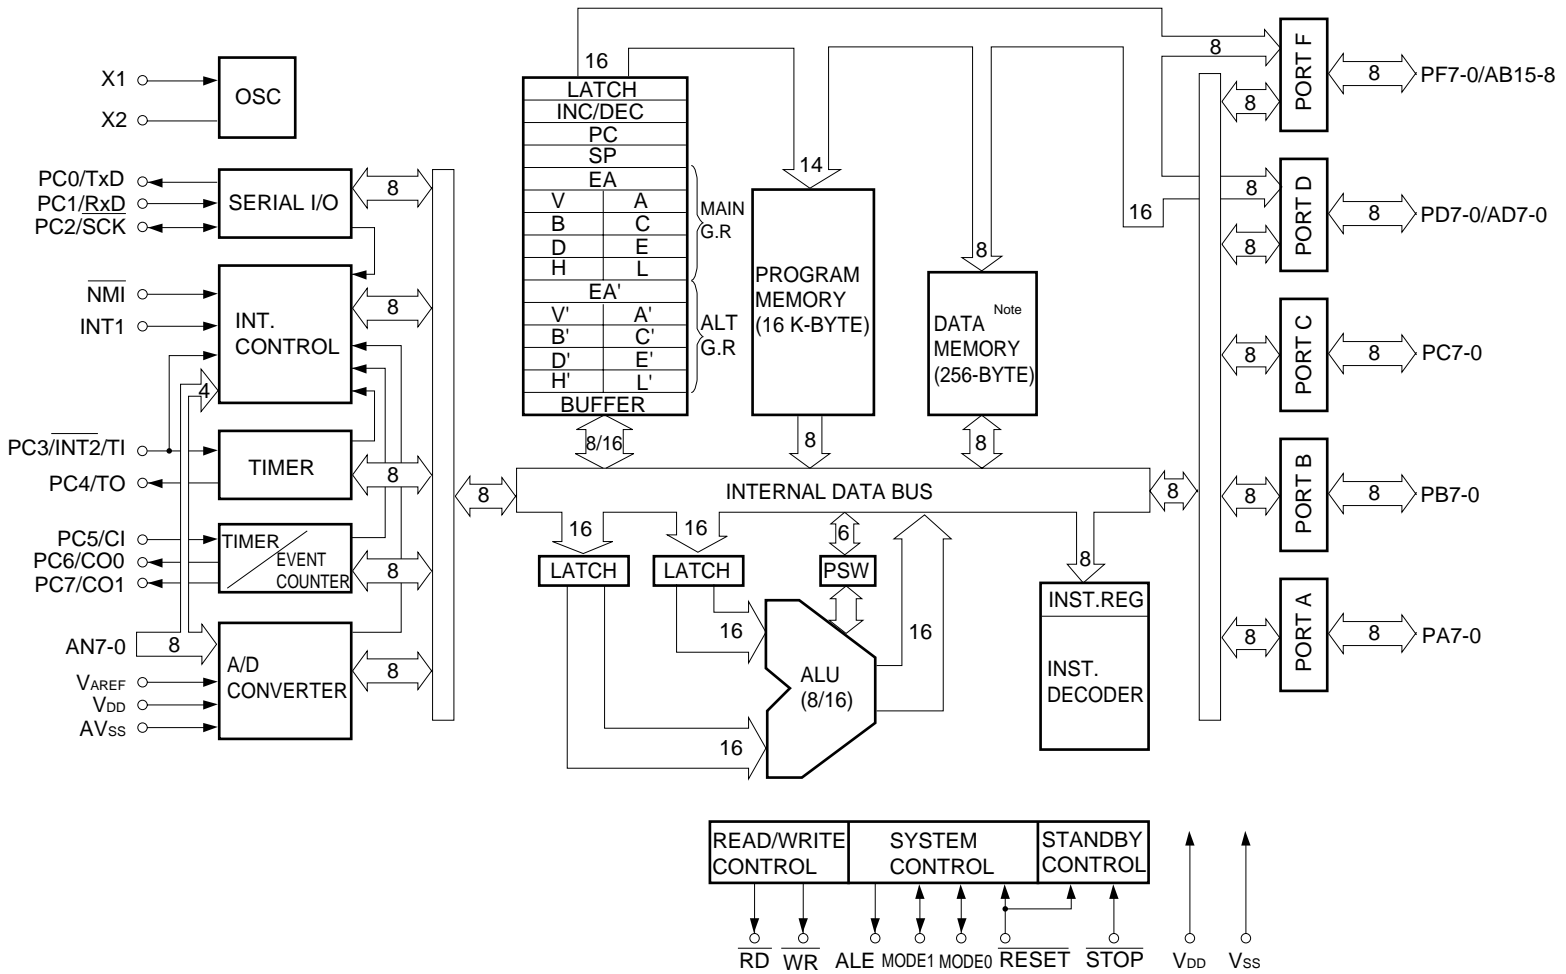 X1
X2
OSC
PC0/TxD
PC1/RxD
PC2/SCK
SERIAL I/O
8
NMI
INT1
INT.
CONTROL
8
4
PC3/INT2/TI
PC4/TO
TIMER
8
PC5/CI
PC6/CO0
PC7/CO1
TIMER
EVENT
COUNTER
8
AN7-0
8
VAREF
VDD
AVSS
A/D
CONVERTER
8
16
LATCH
INC/DEC
PC
SP
EA
V A
B C
D E
H L
MAIN
G.R
EA'
V' A'
B' C'
D' E'
H' L'
ALT
G.R
BUFFER
8/16
14
PROGRAM
MEMORY
(16 K-BYTE)
8
8
DATA Note
MEMORY
(256-BYTE)
8
16
8
INTERNAL DATA BUS
8
16
LATCH
16
LATCH
6
PSW
16
16
16
ALU
(8/16)
8
INST.REG
INST.
DECODER
8
8
PORT F
8
PF7-0/AB15-8
8
8
PORT D
8
PD7-0/AD7-0
8
PORT C
8
PC7-0
8
PORT B
8
PB7-0
8
PORT A
8
PA7-0
READ/WRITE
CONTROL
SYSTEM
CONTROL
STANDBY
CONTROL
RD WR ALE MODE1 MODE0 RESET STOP VDD VSS